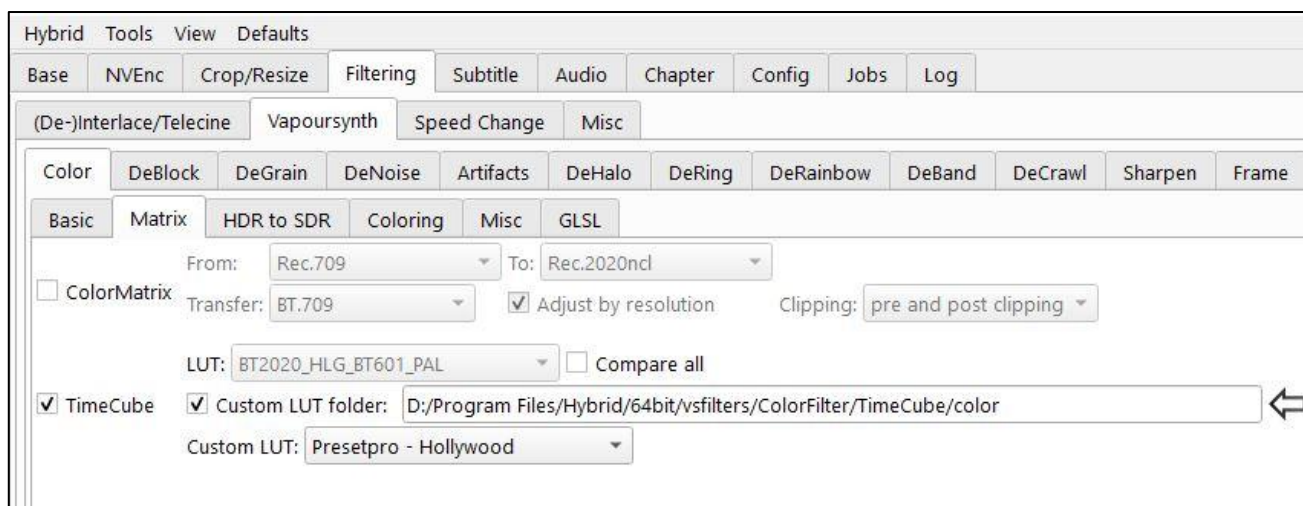 Hybrid Tools View Defaults
Base NVEnc Crop/Resize Filtering Subtitle Audio Chapter Config Jobs Log
(De-)Interlace/Telecine Vapoursynth Speed Change Misc
Color DeBlock DeGrain DeNoise Artifacts DeHalo DeRing DeRainbow DeBand DeCrawl Sharpen Frame
Basic Matrix HDR to SDR Coloring Misc GLSL
From: Rec.709 To: Rec.2020ncl
ColorMatrix Transfer: BT.709 Adjust by resolution Clipping: pre and post clipping
LUT: BT2020_HLG_BT601_PAL Compare all
TimeCube Custom LUT folder: D:/Program Files/Hybrid/64bit/vsfilters/ColorFilter/TimeCube/color
Custom LUT: Presetpro - Hollywood